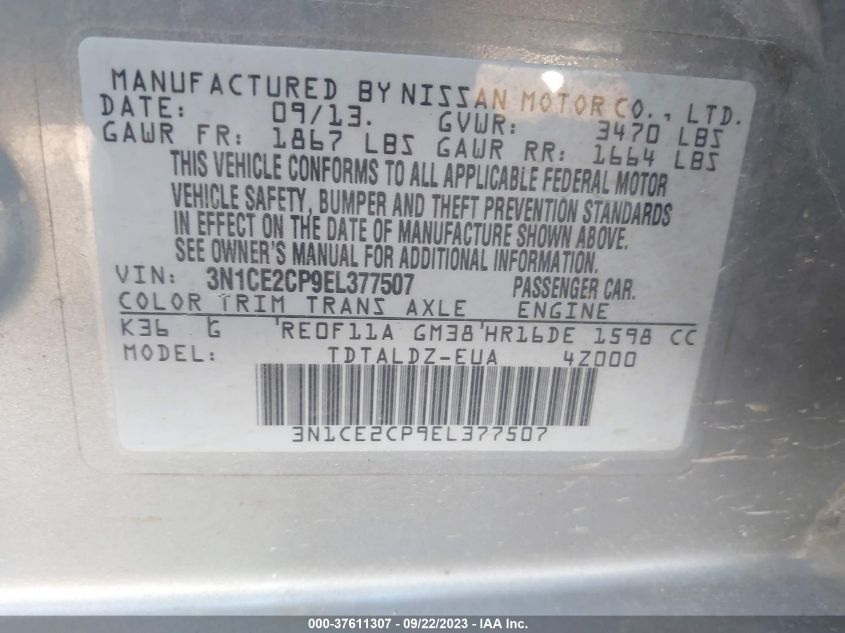 MANUFACTURED BY NISSAN MOTOR CO., LTD.
DATE: 09/13. GVWR: 3470 LBS
GAWR FR: 1867 LBS GAWR RR: 1664 LBS
THIS VEHICLE CONFORMS TO ALL APPLICABLE FEDERAL MOTOR
VEHICLE SAFETY, BUMPER AND THEFT PREVENTION STANDARDS
IN EFFECT ON THE DATE OF MANUFACTURE SHOWN ABOVE.
SEE OWNER'S MANUAL FOR ADDITIONAL INFORMATION.
VIN: 3N1CE2CP9EL377507 PASSENGER CAR.
COLOR TRIM TRANS AXLE ENGINE
K36 G RE0F11A GM38 HR16DE 1598 CC
MODEL: TDTALDZ-EUA 4Z000
3N1CE2CP9EL377507
000-37611307 - 09/22/2023 - IAA Inc.